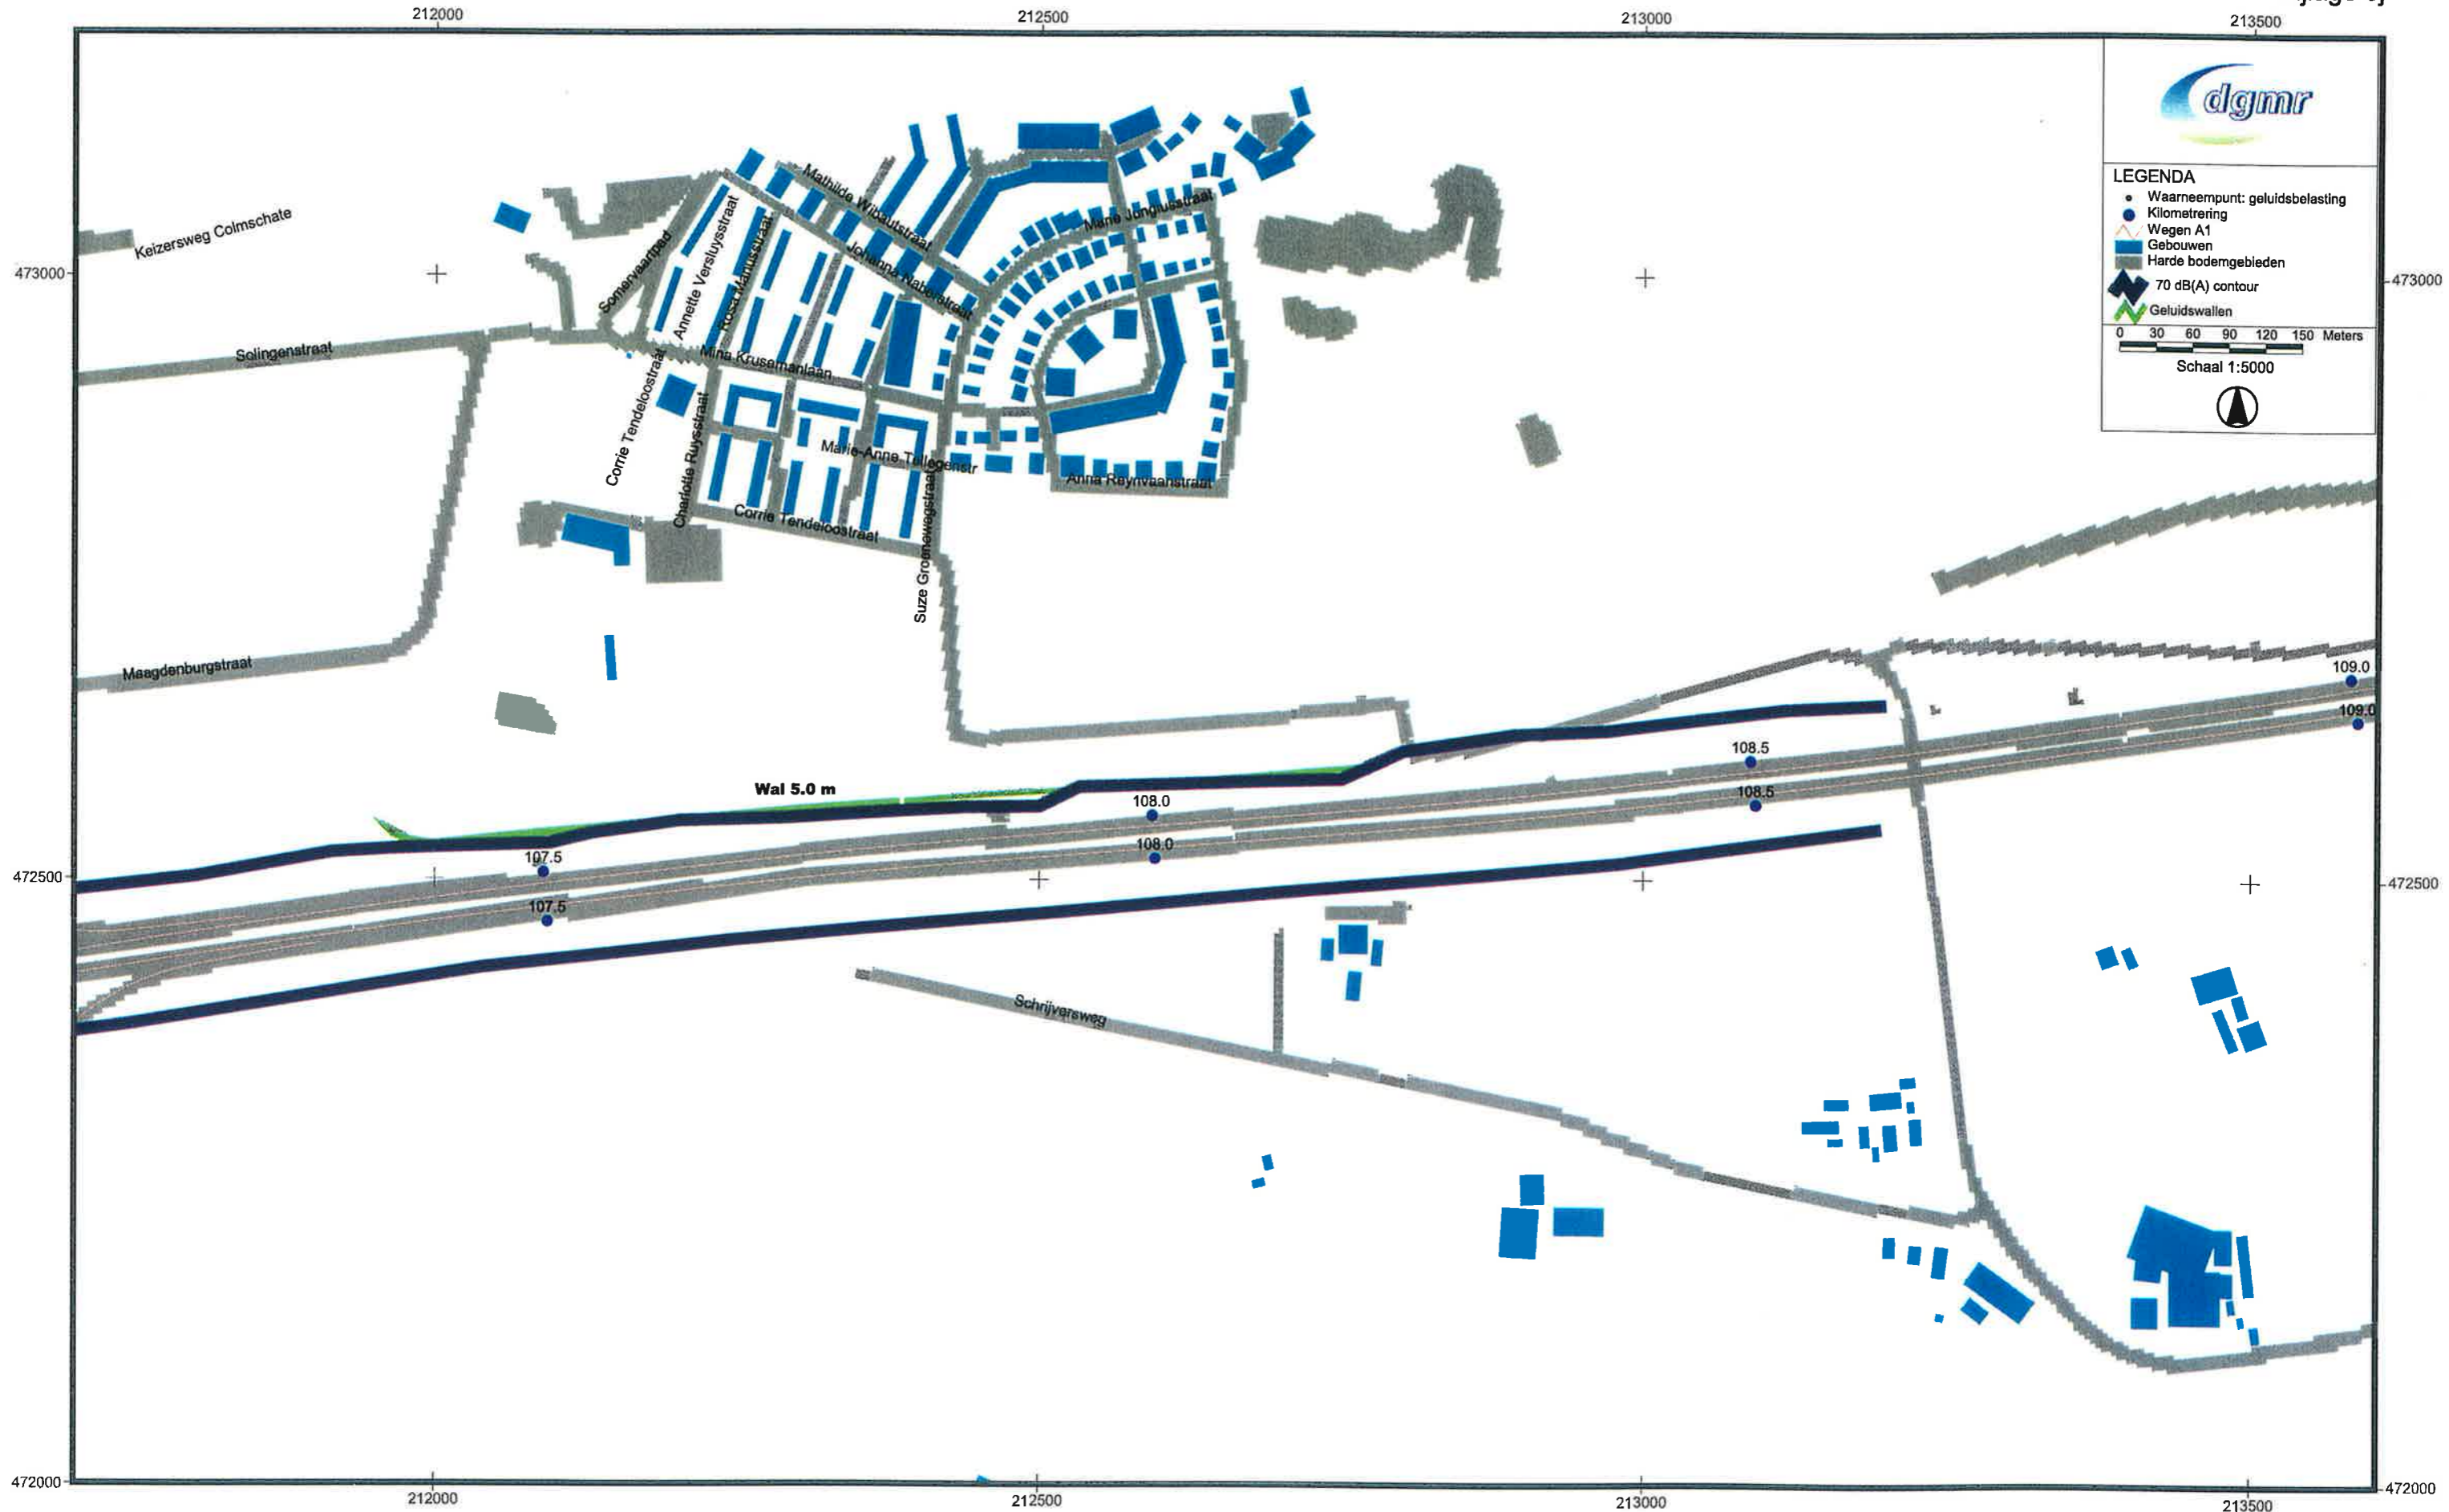 212000
212500
213000
213500
dgmr
LEGENDA
Waarneempunt: geluidsbelasting
Kilometrering
Wegen A1
Gebouwen
Harde bodemgebieden
70 dB(A) contour
Geluidswallen
0 30 60 90 120 150 Meters
Schaal 1:5000
Keizersweg Colmschate
473000
473000
Mathilde Wibautstraat
Marie Jungiusstraat
Somervaartpad
Annette Versluysstraat
Rosa Manusstraat
Johanna Naberstraat
Solingenstraat
Mina Krusemanlaan
Corrie Tendeloostraat
Charlotte Ruysstraat
Marie-Anne Tellegenstr
Anna Reynvaanstraat
Corrie Tendeloostraat
Suze Groenewegstraat
Maagdenburgstraat
109.0
109.0
108.5
108.5
Wal 5.0 m
108.0
108.0
107.5
107.5
472500
472500
Schrijversweg
472000
472000
212000
212500
213000
213500